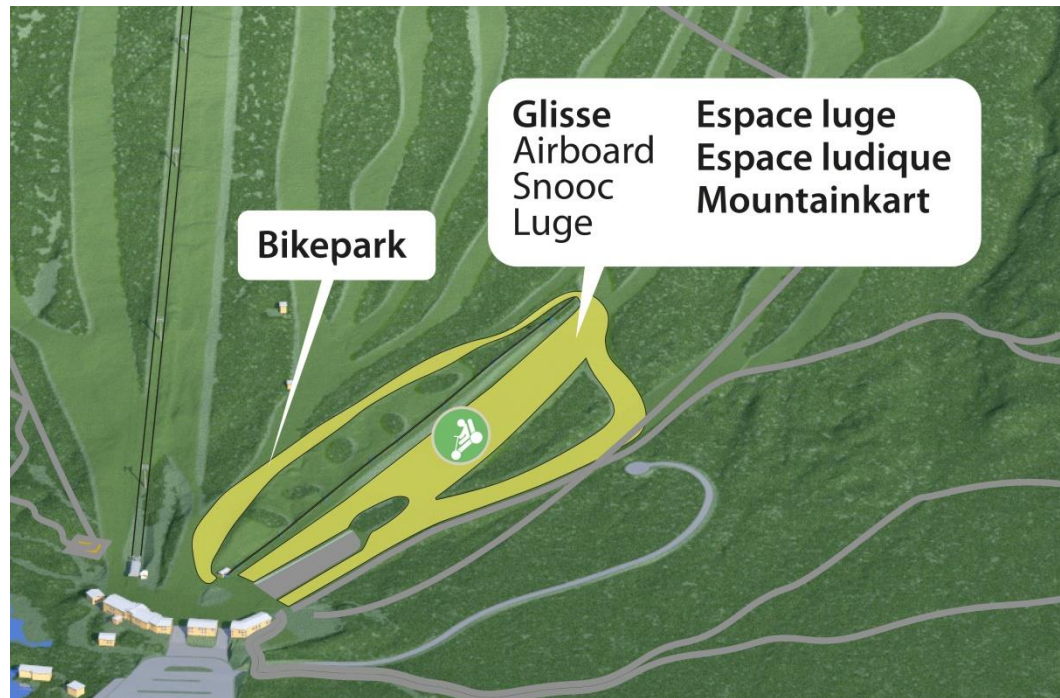 Glisse
Airboard
Snooc
Luge
Espace luge
Espace ludique
Mountainkart
Bikepark